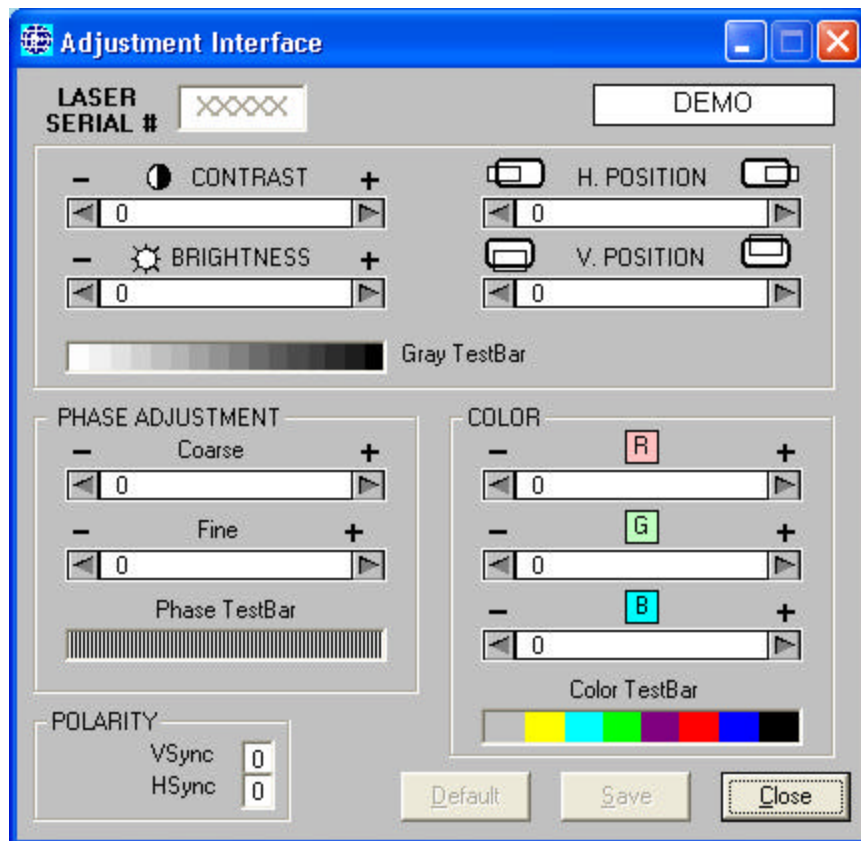 Adjustment Interface
LASER
SERIAL #
XXXXX
DEMO
- CONTRAST +
0
H. POSITION
0
- BRIGHTNESS +
0
V. POSITION
0
Gray TestBar
PHASE ADJUSTMENT
- Coarse +
0
- Fine +
0
Phase TestBar
COLOR
- R +
0
- G +
0
- B +
0
Color TestBar
POLARITY
VSync 0
HSync 0
Default
Save
Close